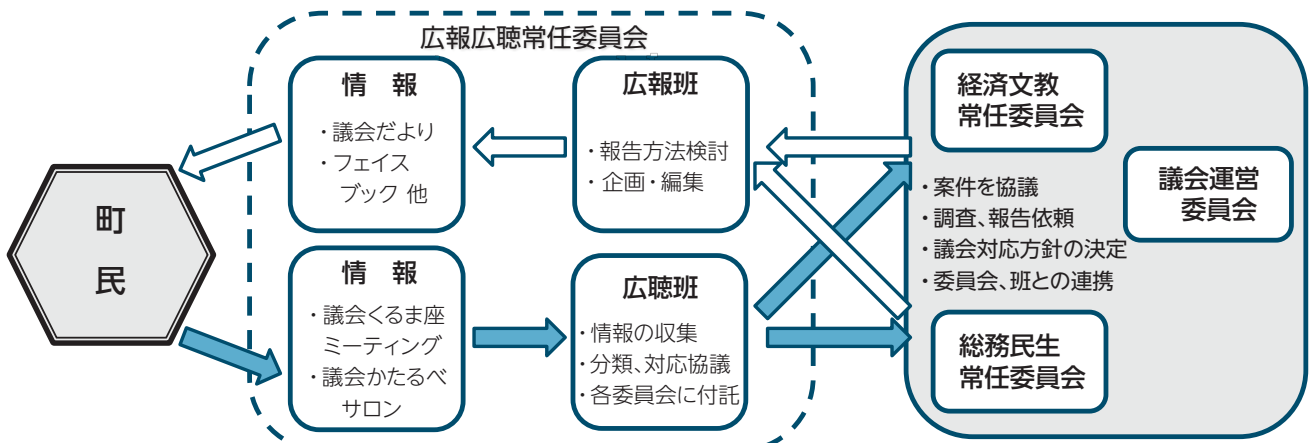 広報広聴常任委員会
町
民
情 報
・議会だより
・フェイス
ブック 他
広報班
・報告方法検討
・企画・編集
情 報
・議会くるま座
ミーティング
・議会かたるべ
サロン
広聴班
・情報の収集
・分類、対応協議
・各委員会に付託
経済文教
常任委員会
議会運営
委員会
・案件を協議
・調査、報告依頼
・議会対応方針の決定
・委員会、班との連携
総務民生
常任委員会